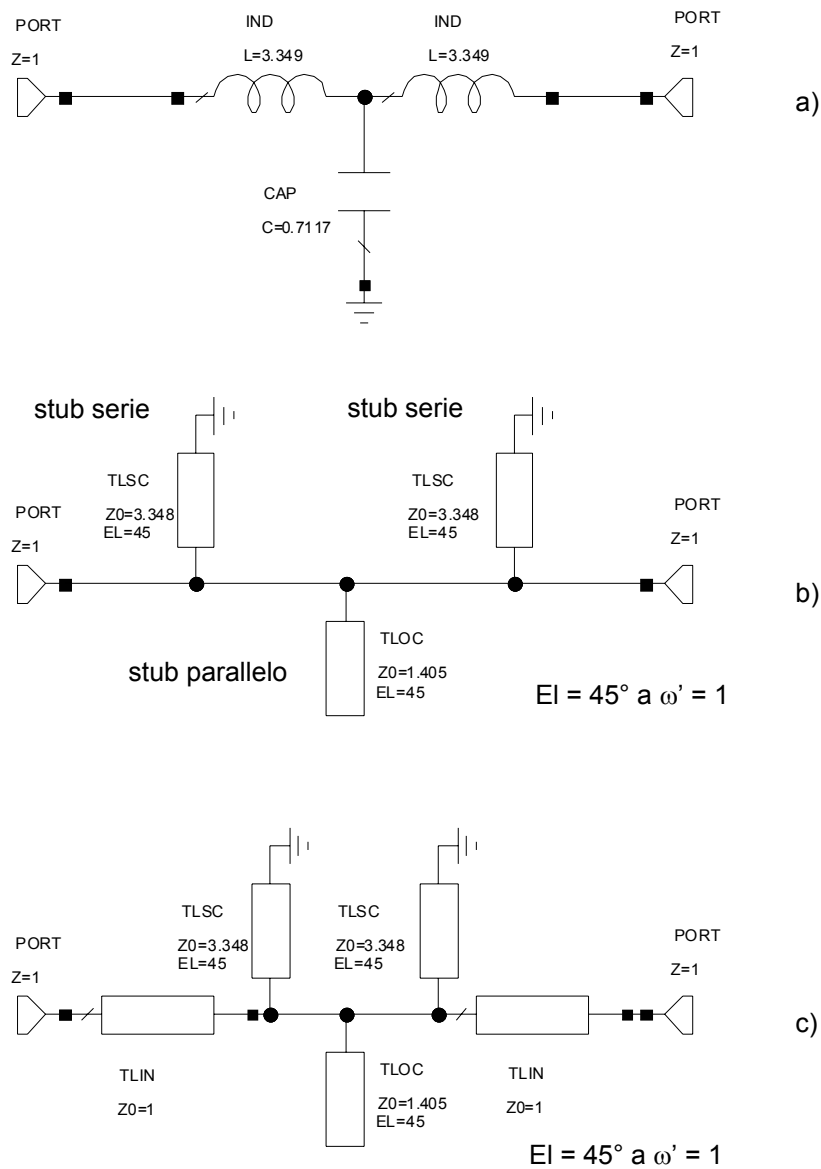 PORT
Z=1
IND
L=3.349
IND
L=3.349
PORT
Z=1
a)
CAP
C=0.7117
stub serie
stub serie
PORT
Z=1
TLSC
Z0=3.348
EL=45
TLSC
Z0=3.348
EL=45
PORT
Z=1
b)
stub parallelo
TLOC
Z0=1.405
EL=45
El = 45° a ω’ = 1
PORT
Z=1
TLSC
Z0=3.348
EL=45
TLSC
Z0=3.348
EL=45
PORT
Z=1
c)
TLIN
Z0=1
TLOC
Z0=1.405
EL=45
TLIN
Z0=1
El = 45° a ω’ = 1